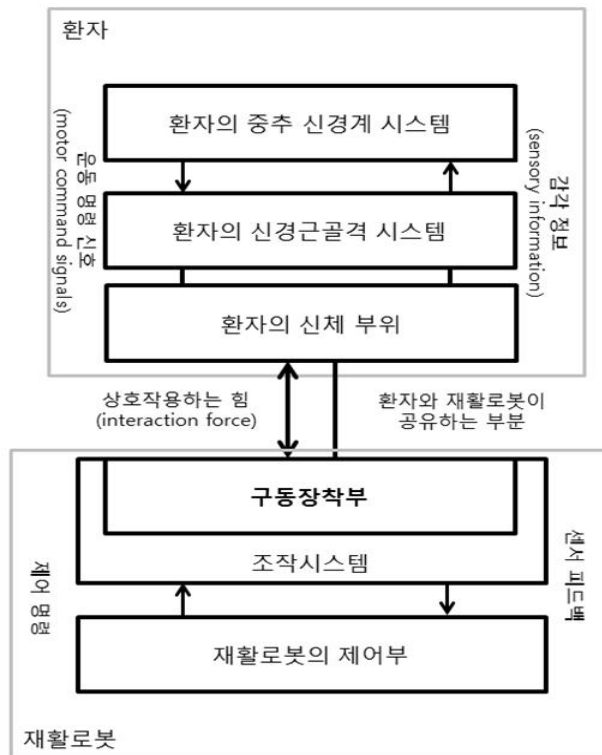 환자
환자의 중추 신경계 시스템
운동 명령 신호
(motor command signals)
감각 정보
(sensory information)
환자의 신경근골격 시스템
환자의 신체 부위
상호작용하는 힘
(interaction force)
환자와 재활로봇이
공유하는 부분
구동장착부
조작시스템
제어 명령
센서 피드백
재활로봇의 제어부
재활로봇